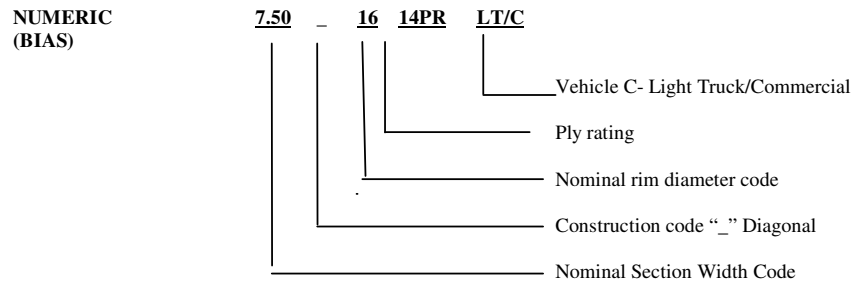 NUMERIC 7.50 _ 16 14PR LT/C
(BIAS)
Vehicle C- Light Truck/Commercial
Ply rating
Nominal rim diameter code
Construction code “_” Diagonal
Nominal Section Width Code